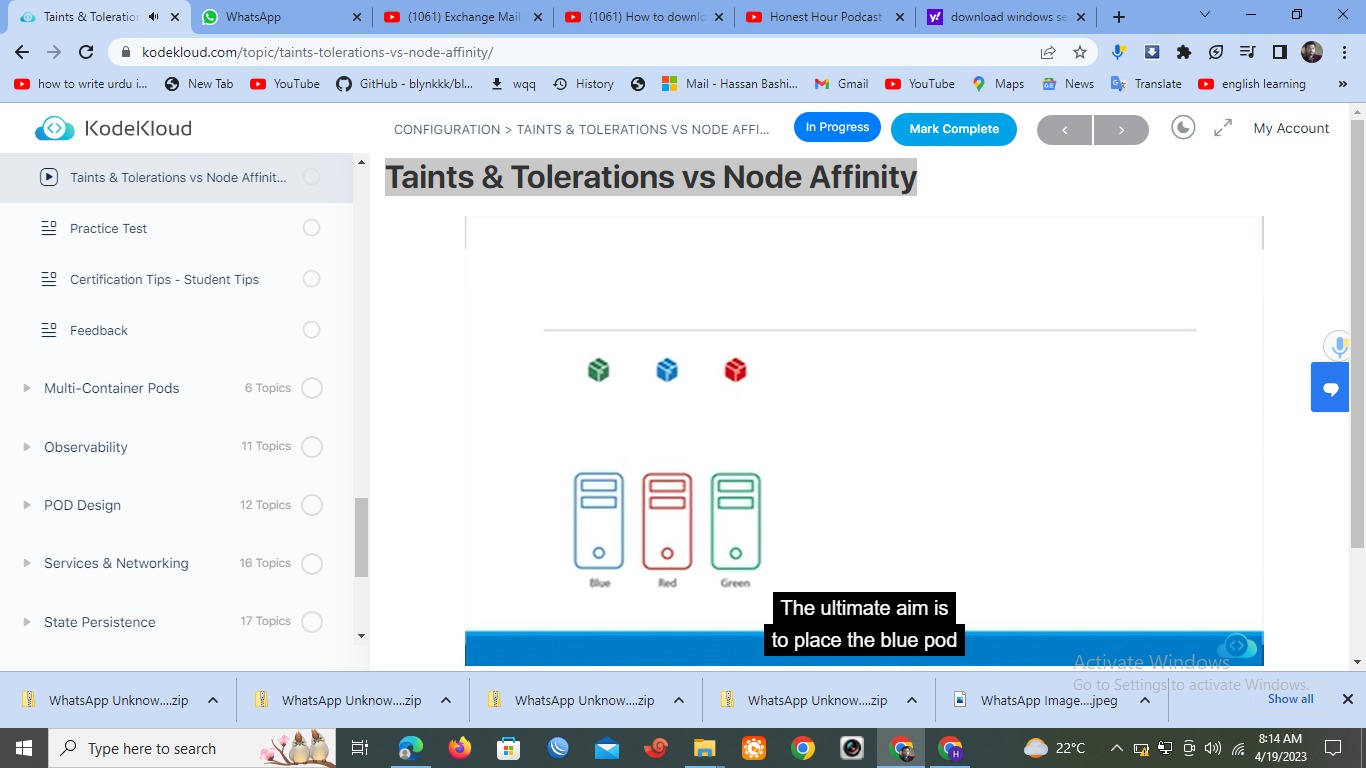 Taints & Toleration
WhatsApp
(1061) Exchange Mail
(1061) How to downlo
Honest Hour Podcast
download windows se
kodekloud.com/topic/taints-tolerations-vs-node-affinity/
how to write urdu i...
New Tab
YouTube
GitHub - blynkkk/bl...
wqq
History
Mail - Hassan Bashi...
Gmail
YouTube
Maps
News
Translate
english learning
»
KodeKloud
CONFIGURATION > TAINTS & TOLERATIONS VS NODE AFFI...
In Progress
Mark Complete
My Account
Taints & Tolerations vs Node Affinit...
Practice Test
Certification Tips - Student Tips
Feedback
Multi-Container Pods 6 Topics
Observability 11 Topics
POD Design 12 Topics
Services & Networking 16 Topics
State Persistence 17 Topics
Taints & Tolerations vs Node Affinity
Blue Red Green
The ultimate aim is
to place the blue pod
Activate Windows
Go to Settings to activate Windows.
WhatsApp Unknow....zip
WhatsApp Unknow....zip
WhatsApp Unknow....zip
WhatsApp Unknow....zip
WhatsApp Image....jpeg
Show all
Type here to search
22°C
8:14 AM
4/19/2023